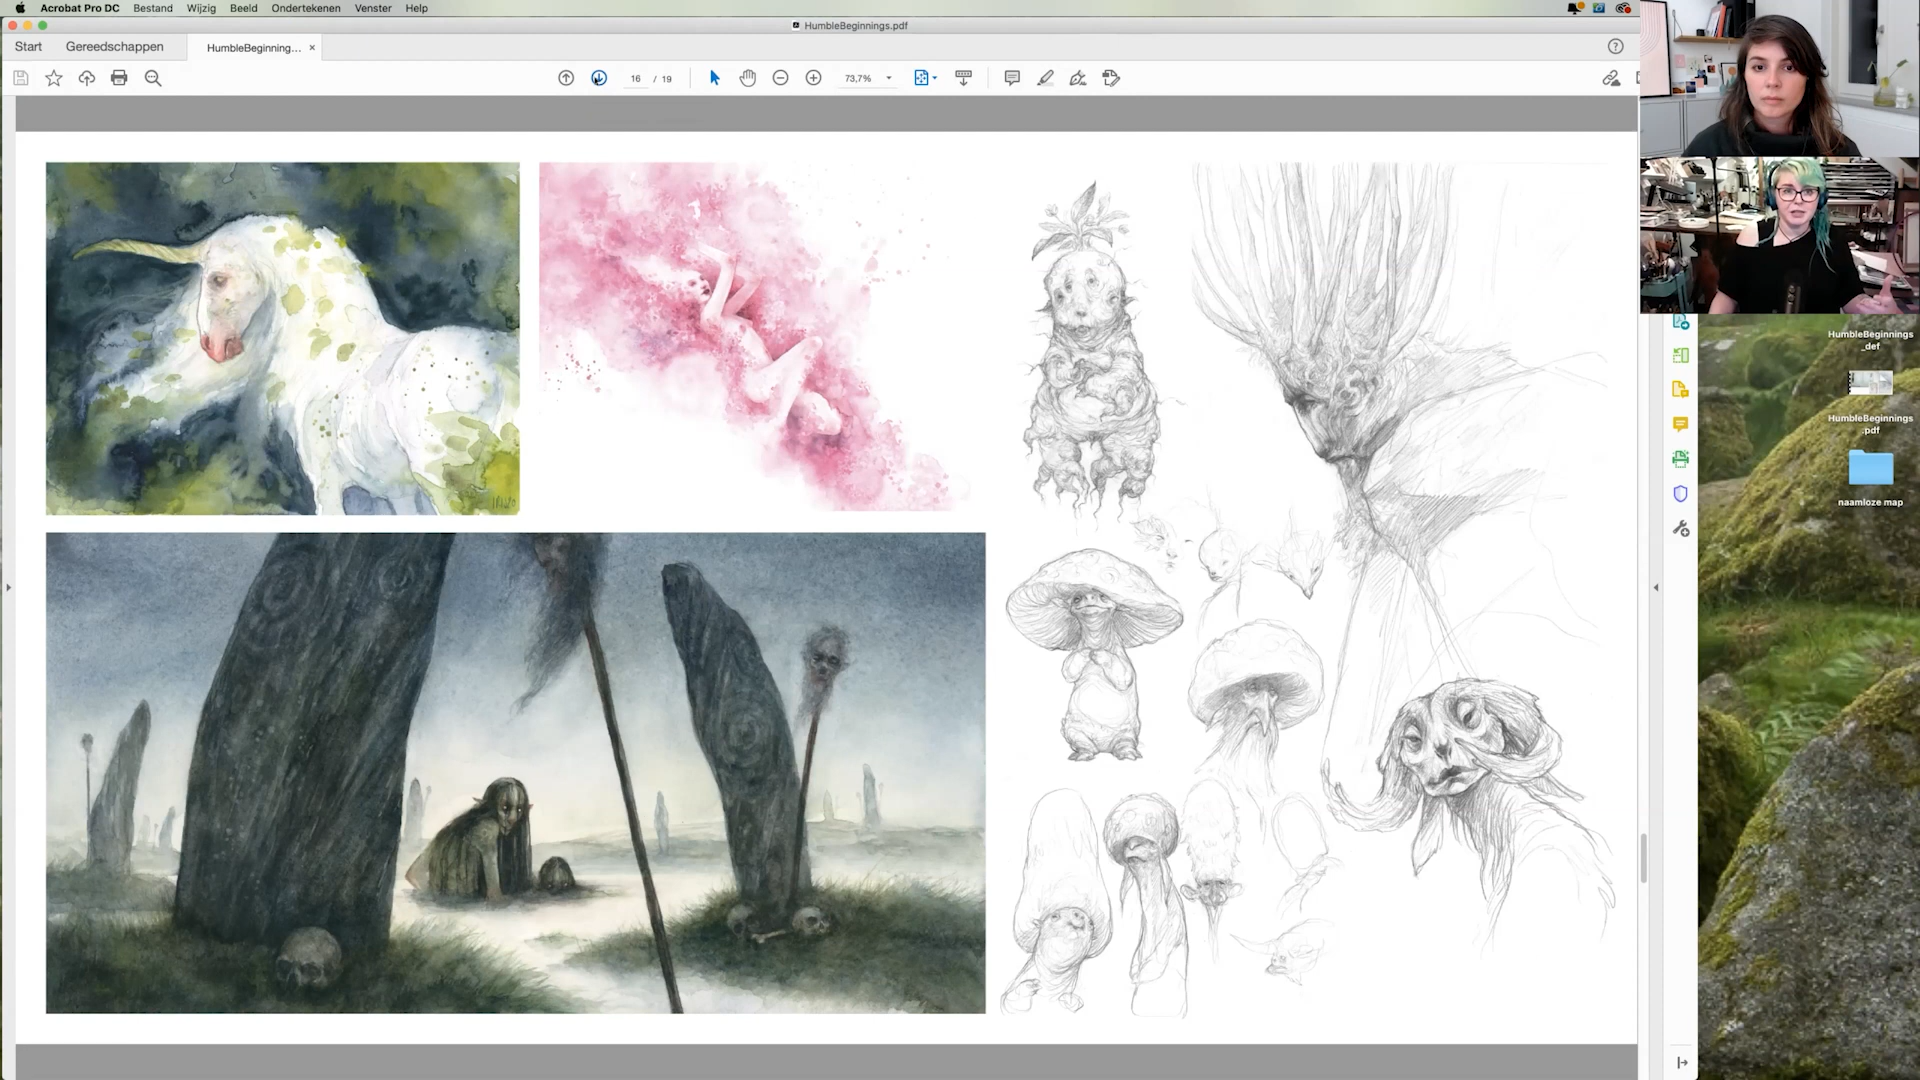 Acrobat Pro DC Bestand Wijzig Beeld Ondertekenen Venster Help
HumbleBeginnings.pdf
Start Gereedschappen HumbleBeginning... ×
16 / 19 73,7%
HumbleBeginnings
_def
HumbleBeginnings
.pdf
naamloze map